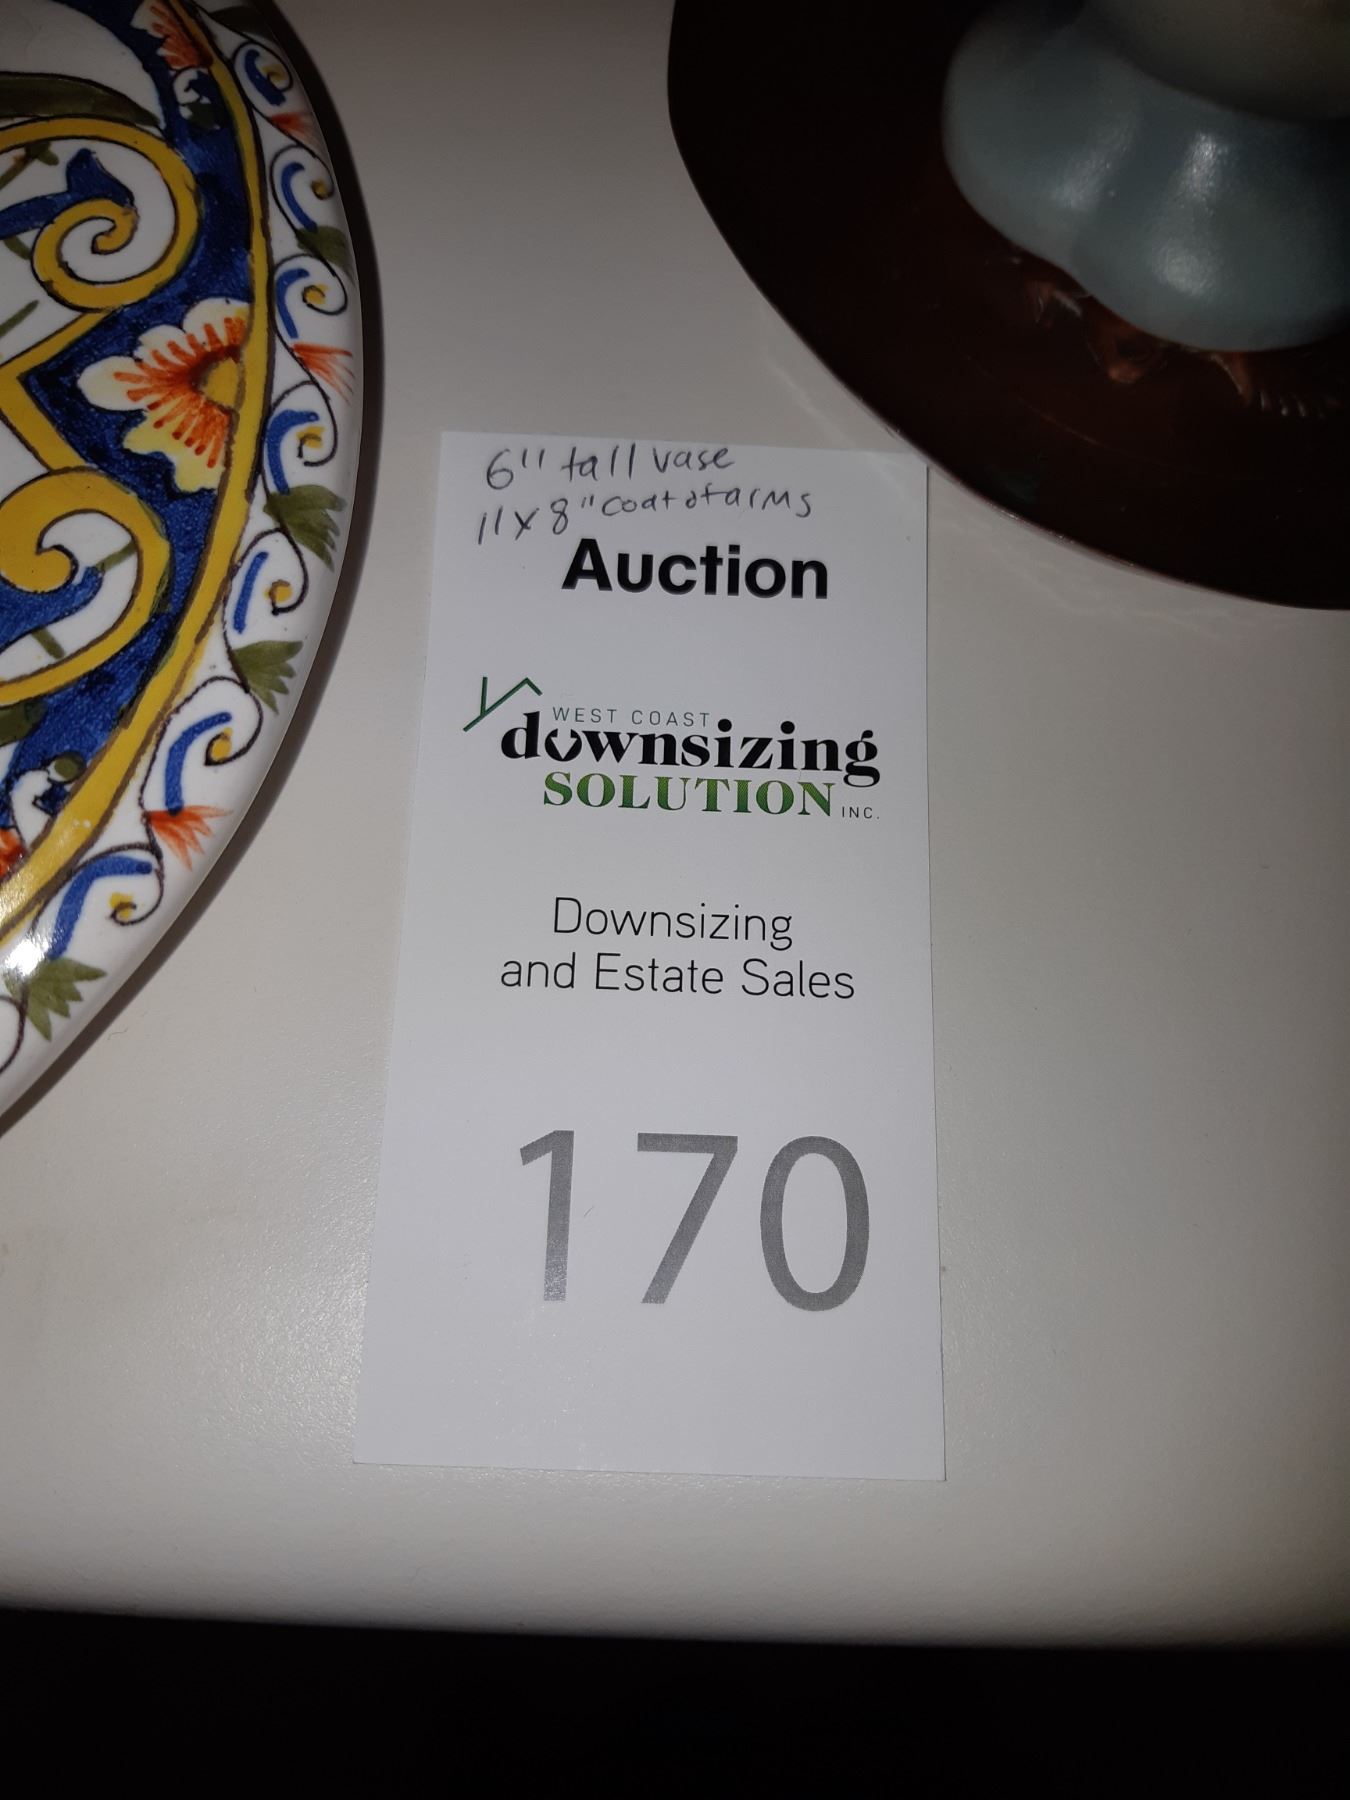 6" tall vase
11x8" coat of arms
Auction
WEST COAST
downsizing
SOLUTION INC.
Downsizing
and Estate Sales
170